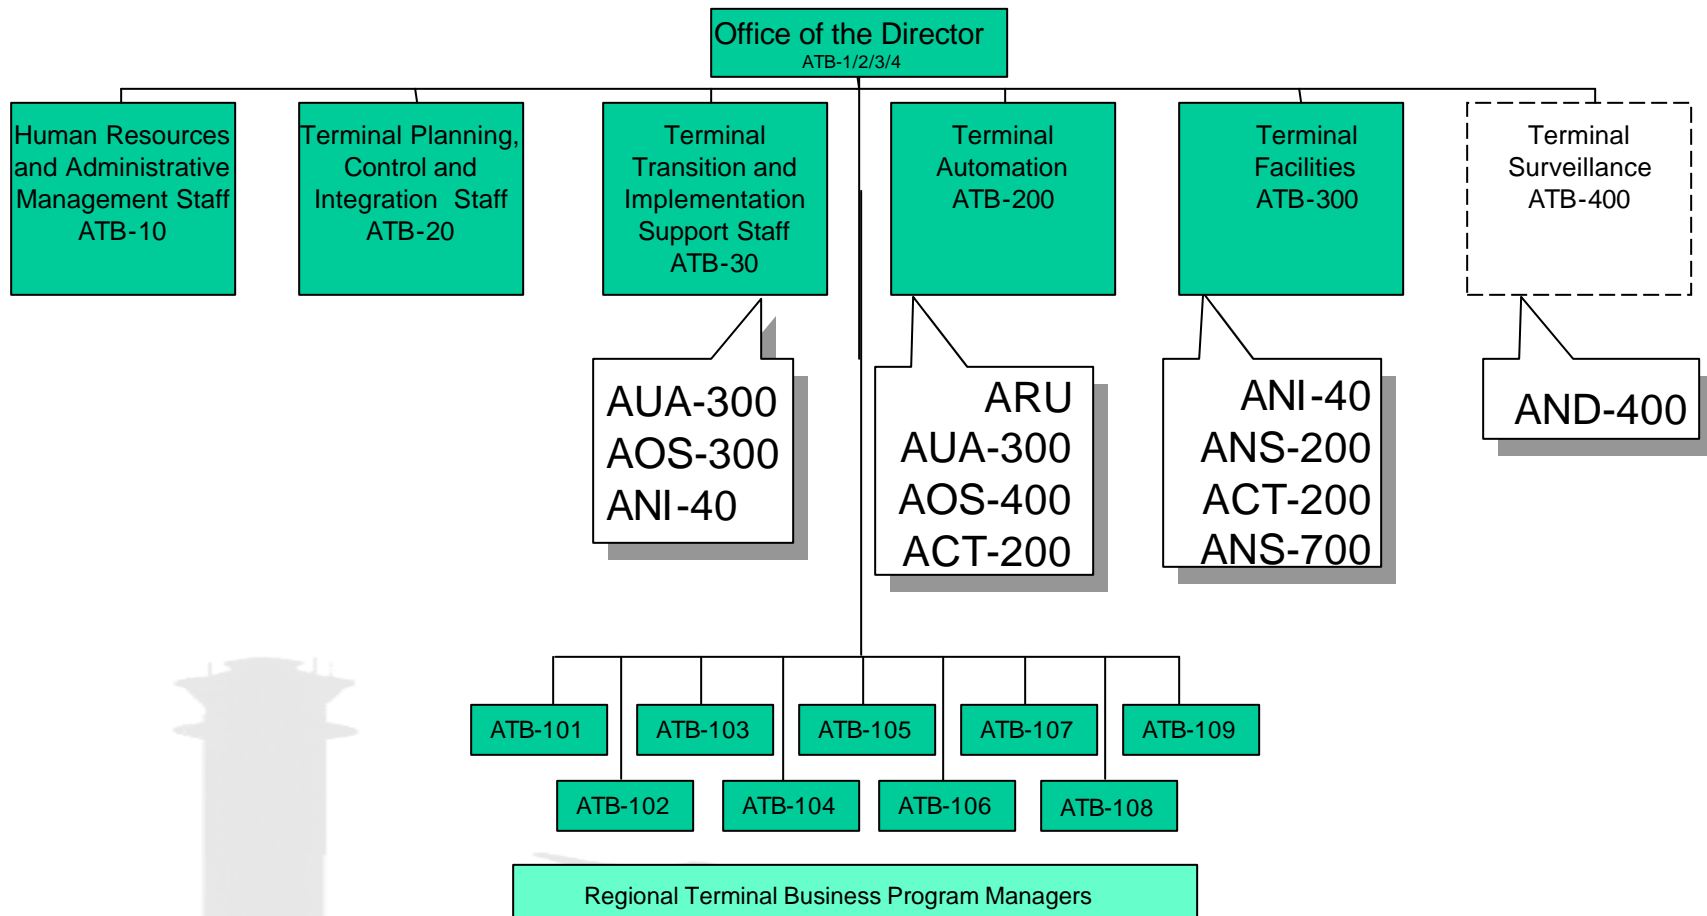 Office of the Director
ATB-1/2/3/4
Human Resources
and Administrative
Management Staff
ATB-10
Terminal Planning,
Control and
Integration Staff
ATB-20
Terminal
Transition and
Implementation
Support Staff
ATB-30
Terminal
Automation
ATB-200
Terminal
Facilities
ATB-300
Terminal
Surveillance
ATB-400
AUA-300
AOS-300
ANI-40
ARU
AUA-300
AOS-400
ACT-200
ANI-40
ANS-200
ACT-200
ANS-700
AND-400
ATB-101
ATB-103
ATB-105
ATB-107
ATB-109
ATB-102
ATB-104
ATB-106
ATB-108
Regional Terminal Business Program Managers